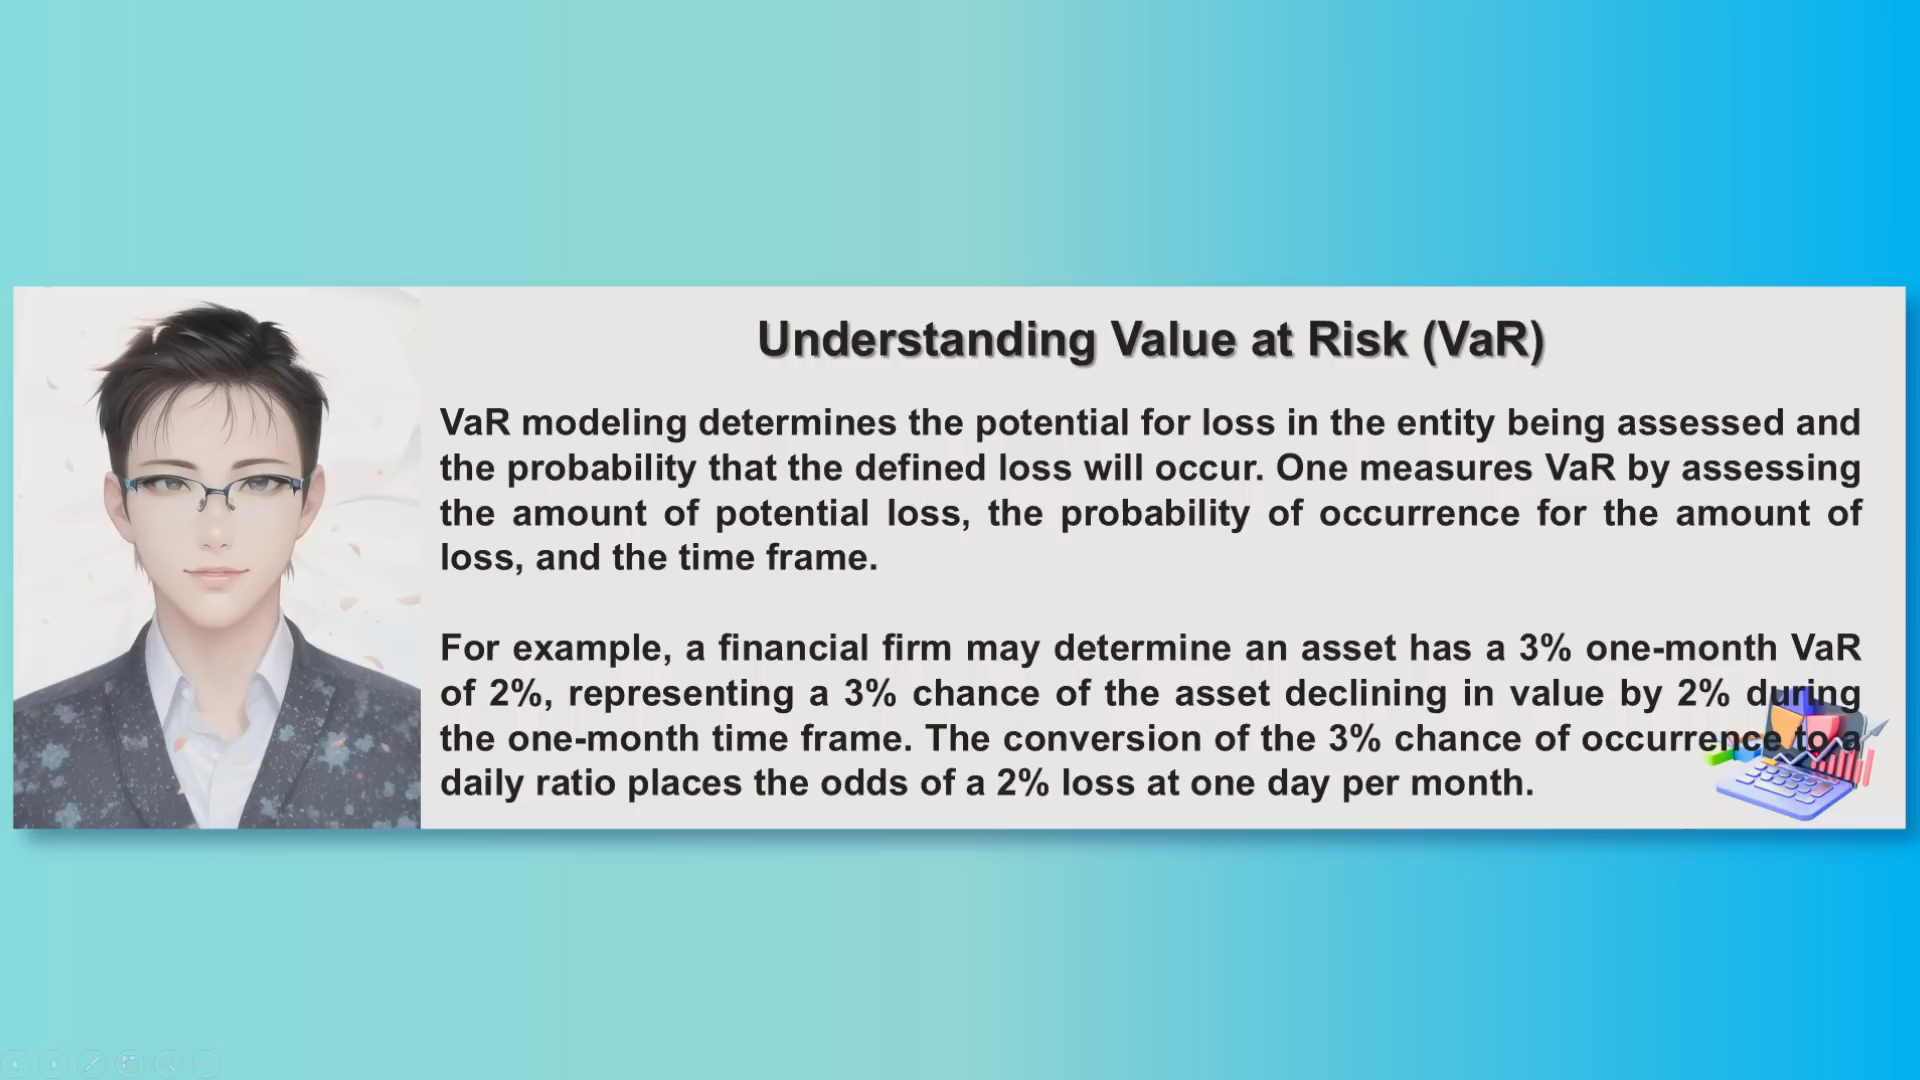 Understanding Value at Risk (VaR)
VaR modeling determines the potential for loss in the entity being assessed and
the probability that the defined loss will occur. One measures VaR by assessing
the amount of potential loss, the probability of occurrence for the amount of
loss, and the time frame.
For example, a financial firm may determine an asset has a 3% one-month VaR
of 2%, representing a 3% chance of the asset declining in value by 2% during
the one-month time frame. The conversion of the 3% chance of occurrence to a
daily ratio places the odds of a 2% loss at one day per month.